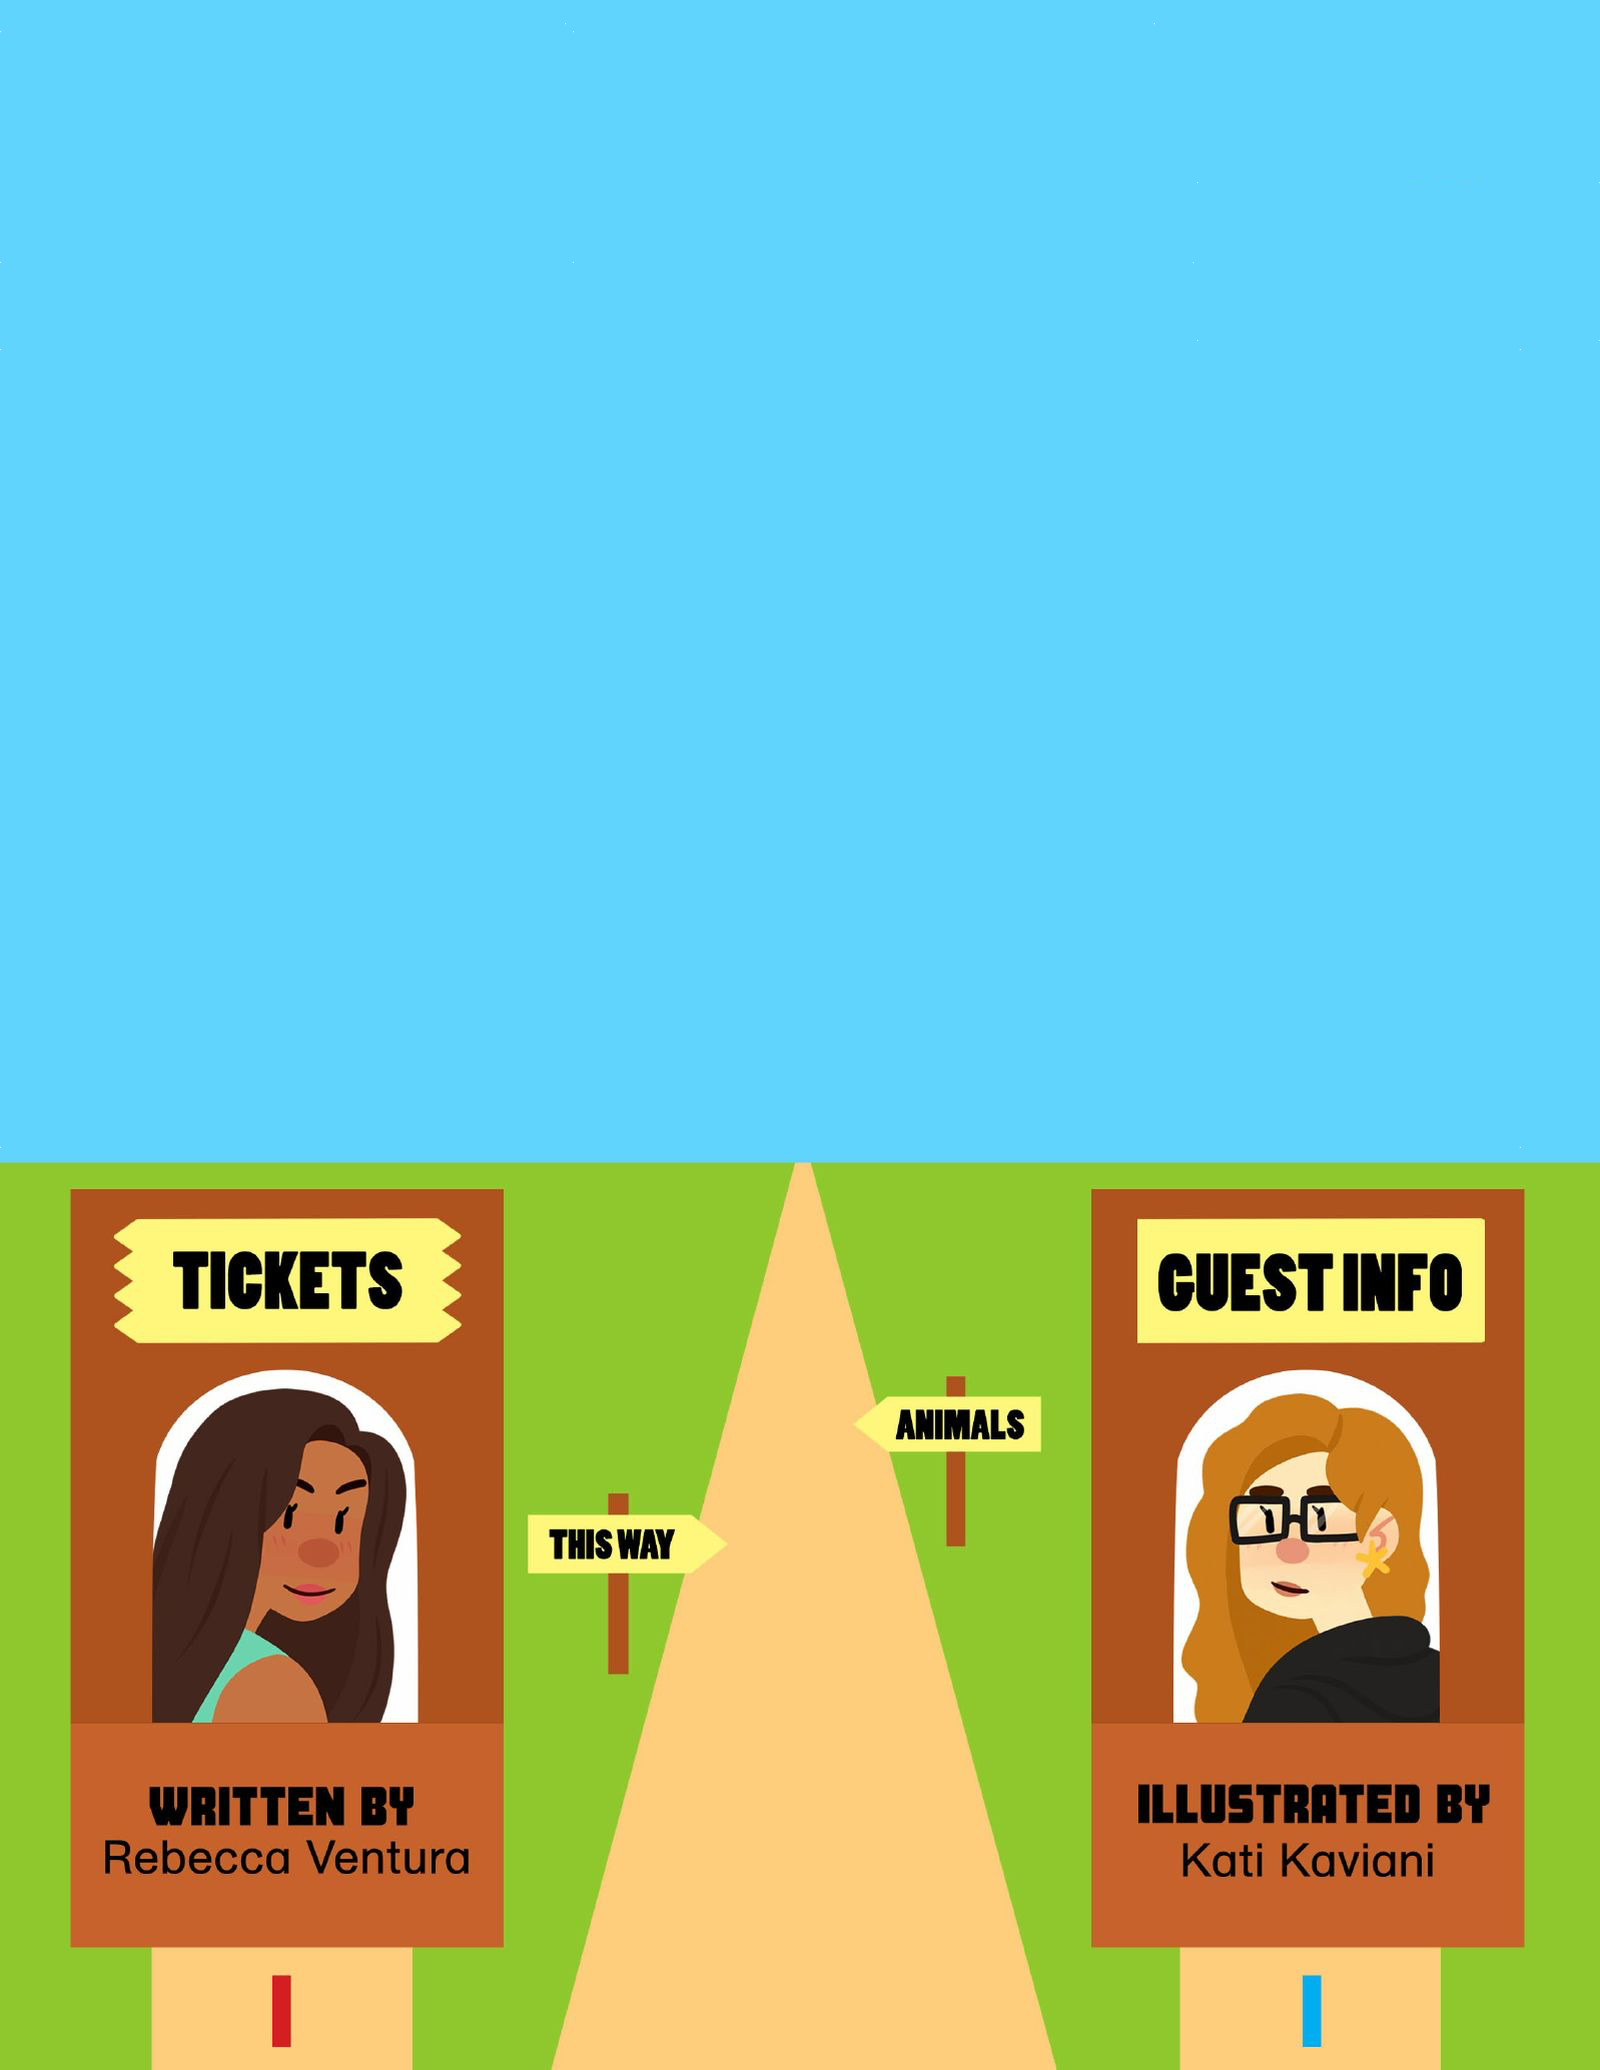 TICKETS
GUEST INFO
ANIMALS
THIS WAY
WRITTEN BY
Rebecca Ventura
ILLUSTRATED BY
Kati Kaviani